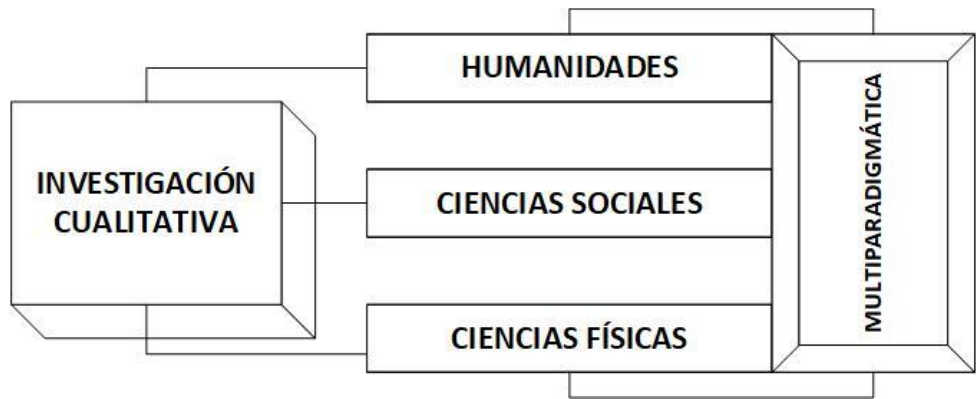 INVESTIGACIÓN
CUALITATIVA
HUMANIDADES
CIENCIAS SOCIALES
CIENCIAS FÍSICAS
MULTIPARADIGMÁTICA